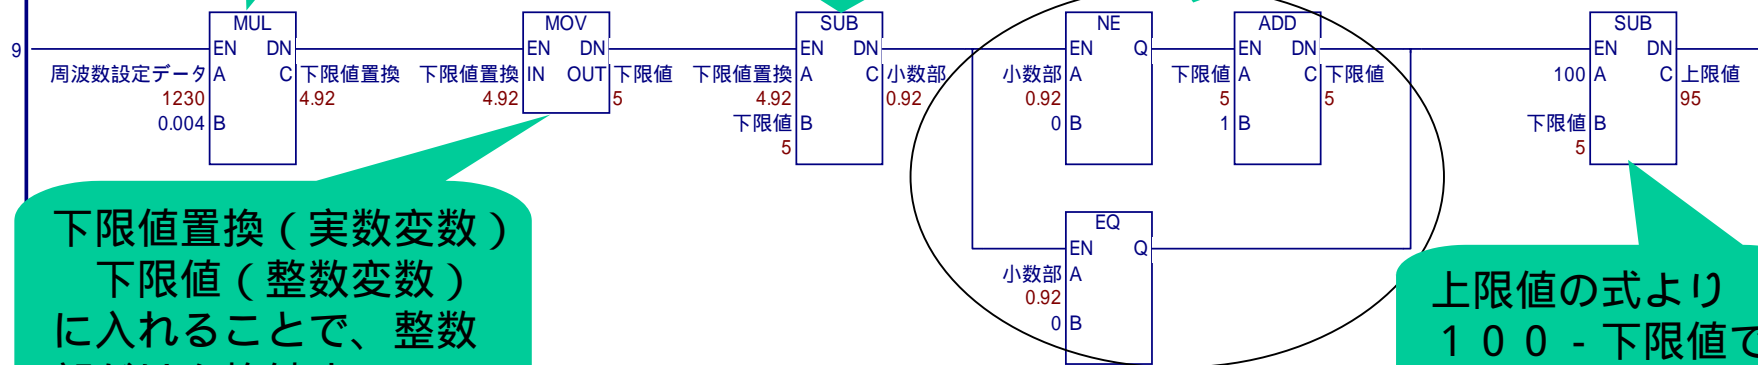 MUL
MOV
SUB
NE
ADD
SUB
9
EN DN
EN DN
EN DN
EN Q
EN DN
EN DN
周波数設定データ A C 下限値置換
下限値置換 IN OUT 下限値
下限値置換 A C 小数部
小数部 A
下限値 A C 下限値
100 A C 上限値
1230 4.92
4.92 5
4.92 0.92
0.92
5 5
95
0.004 B
下限値 B
0 B
1 B
下限値 B
5
5
EQ
EN Q
小数部 A
0.92
0 B
下限値置換(実数変数)
下限値(整数変数)
に入れることで、整数
上限値の式より
100-下限値で